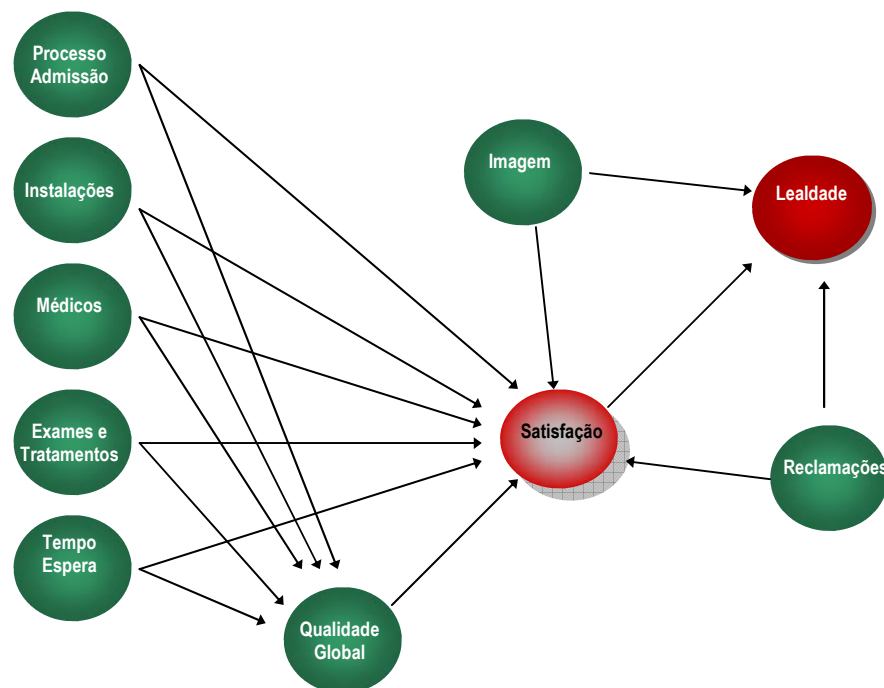 Processo
Admissão
Instalações
Médicos
Exames e
Tratamentos
Tempo
Espera
Qualidade
Global
Imagem
Satisfação
Lealdade
Reclamações